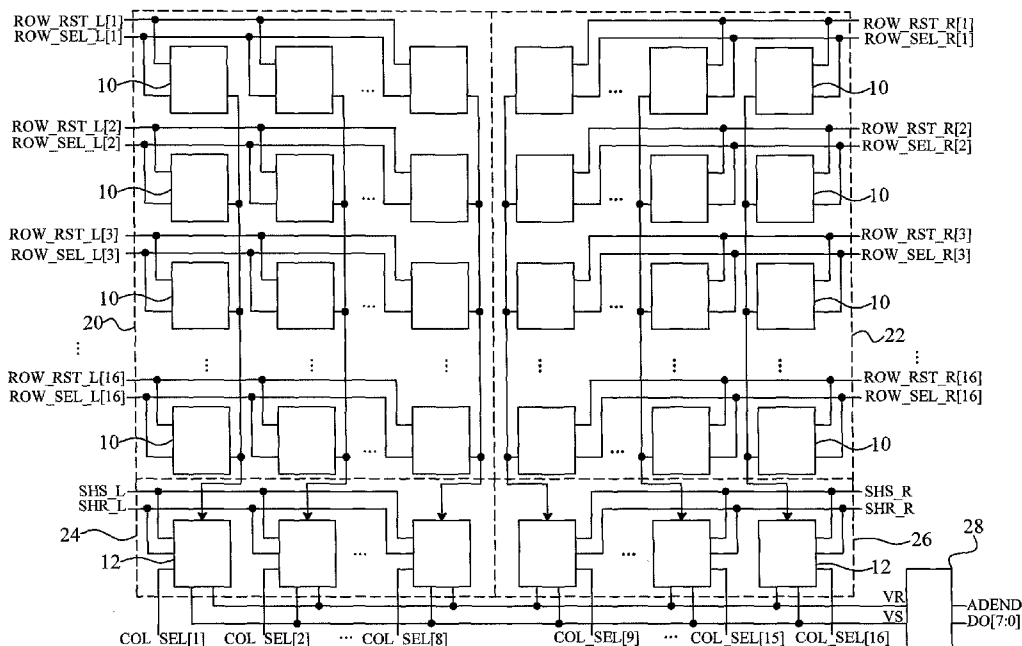 ROW_RST_L[1] ROW_RST_R[1]
ROW_SEL_L[1] ROW_SEL_R[1]
10 ... ... 10
ROW_RST_L[2] ROW_RST_R[2]
ROW_SEL_L[2] ROW_SEL_R[2]
10 ... ... 10
ROW_RST_L[3] ROW_RST_R[3]
ROW_SEL_L[3] ROW_SEL_R[3]
10 ... ... 10
20 22
ROW_RST_L[16] ROW_RST_R[16]
ROW_SEL_L[16] ROW_SEL_R[16]
10 ... ... 10
SHS_L SHS_R
SHR_L SHR_R
24 26 28
12 ... ... 12
VR ADEND
VS DO[7:0]
COL_SEL[1] COL_SEL[2] ... COL_SEL[8] COL_SEL[9] ... COL_SEL[15] COL_SEL[16]